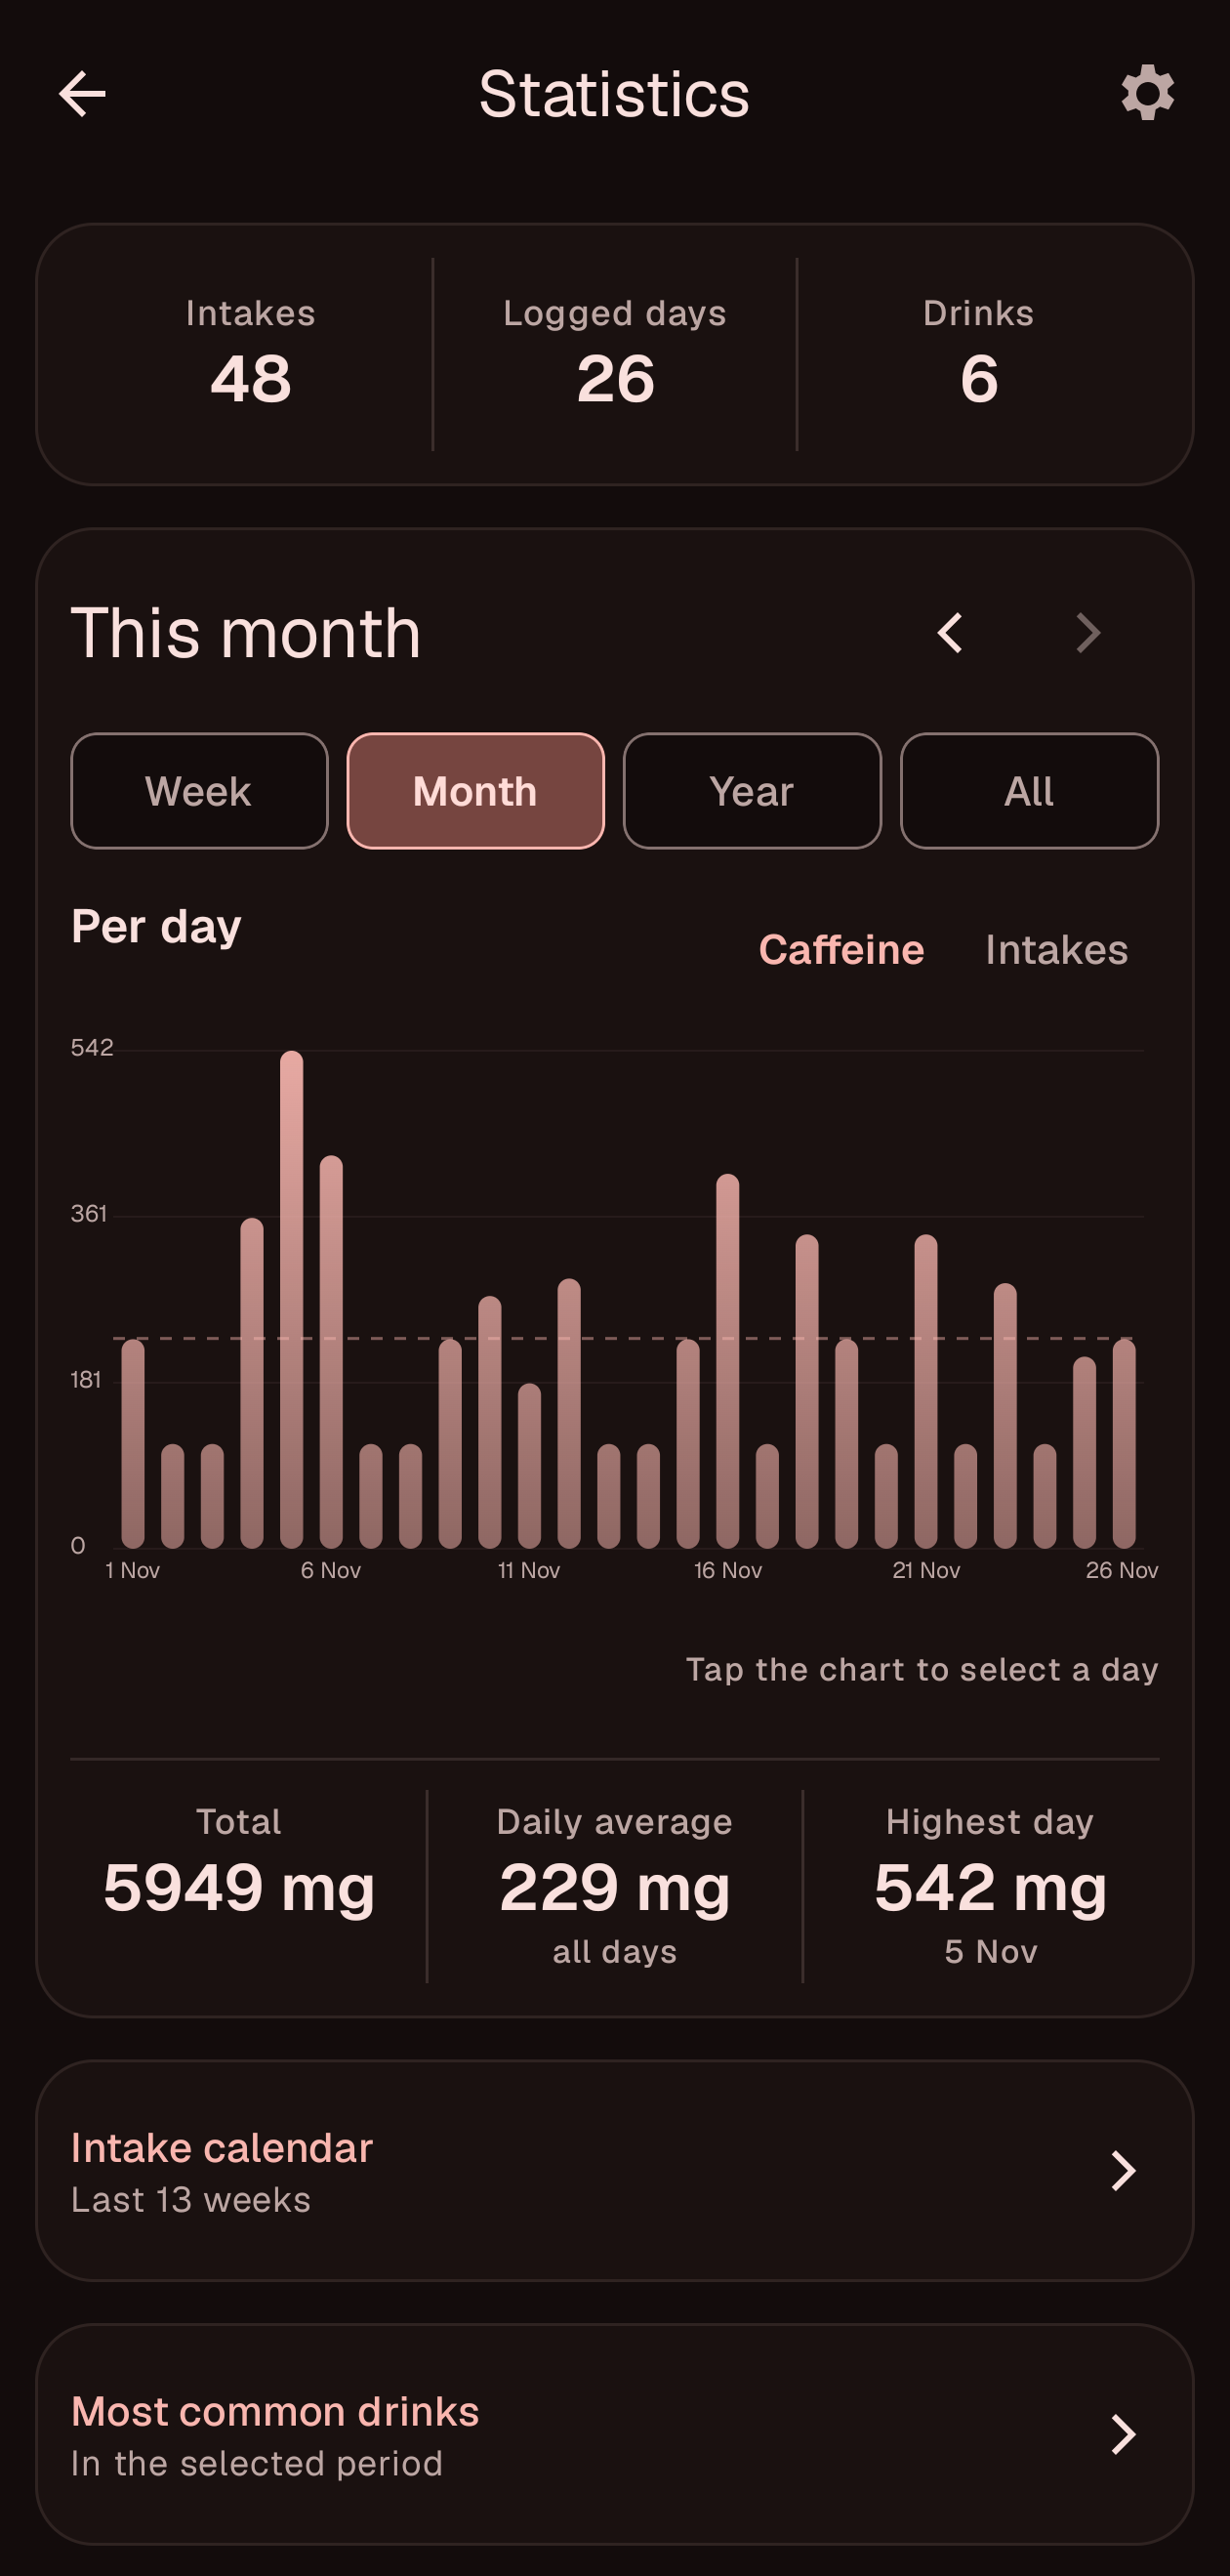 Statistics
Intakes Logged days Drinks
48 26 6
This month
Week Month Year All
Per day
Caffeine Intakes
542
361
181
0
1 Nov 6 Nov 11 Nov 16 Nov 21 Nov 26 Nov
Tap the chart to select a day
Total Daily average Highest day
5949 mg 229 mg 542 mg
all days 5 Nov
Intake calendar
Last 13 weeks
Most common drinks
In the selected period